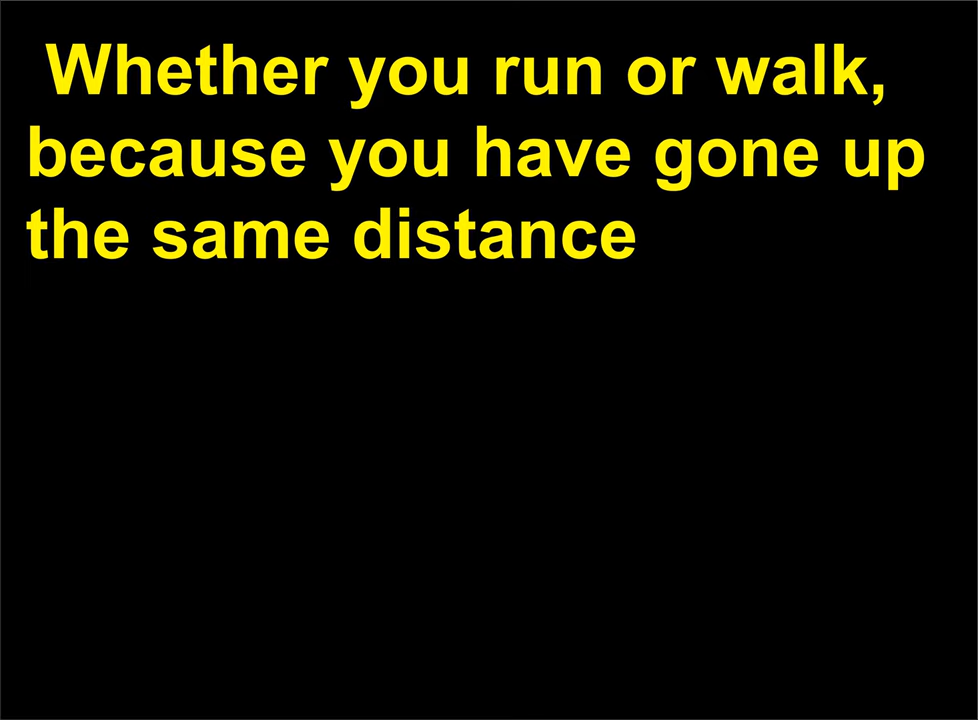 Whether you run or walk,
because you have gone up
the same distance